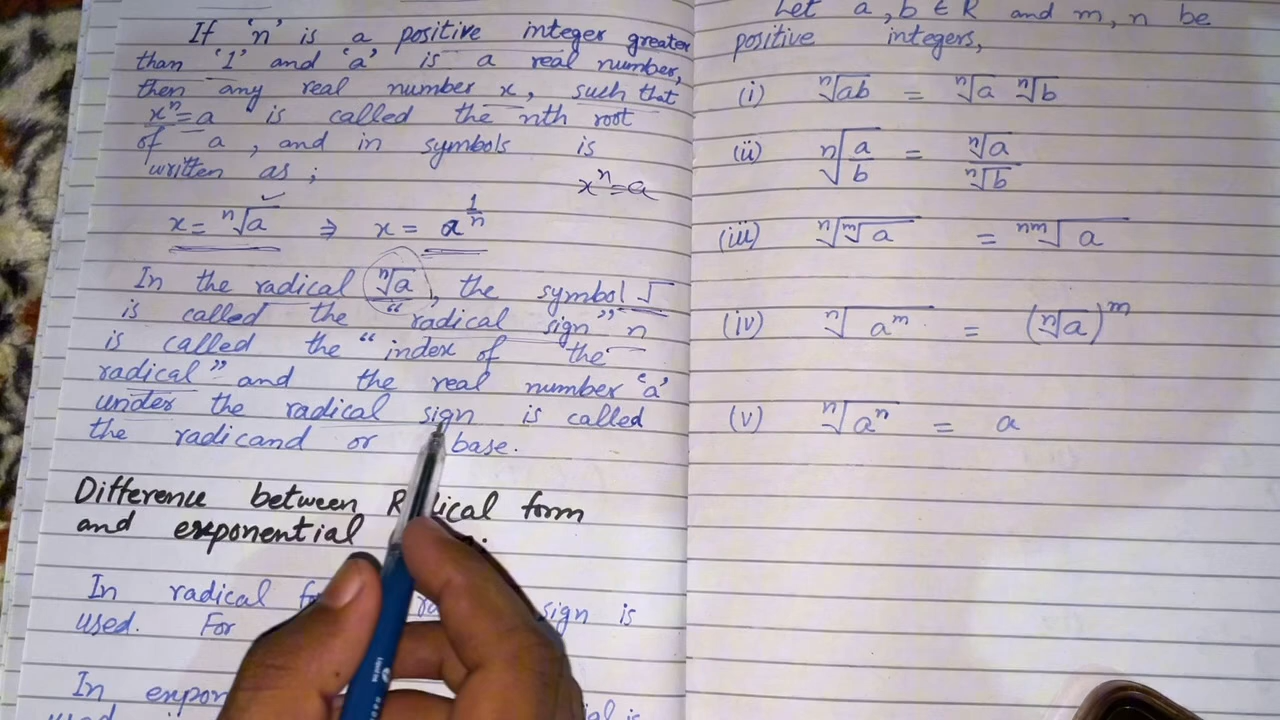 If 'n' is a positive integer greater
than '1' and 'a' is a real number,
then any real number x, such that
xⁿ = a is called the nth root
of a, and in symbols is
written as;
xⁿ = a
x = ⁿ√a ⇒ x = a^(1/n)
In the radical ⁿ√a, the symbol √
is called the "radical sign" n
is called the "index of the
radical" and the real number 'a'
under the radical sign is called
the radicand or base.
Difference between form
and exponential
In radical sign is
used. For
In
used
Let a, b ∈ R and m, n be
positive integers,
(i) ⁿ√ab = ⁿ√a ⁿ√b
(ii) ⁿ√(a/b) = ⁿ√a / ⁿ√b
(iii) ⁿ√(ᵐ√a) = ⁿᵐ√a
(iv) ⁿ√(aᵐ) = (ⁿ√a)ᵐ
(v) ⁿ√(aⁿ) = a